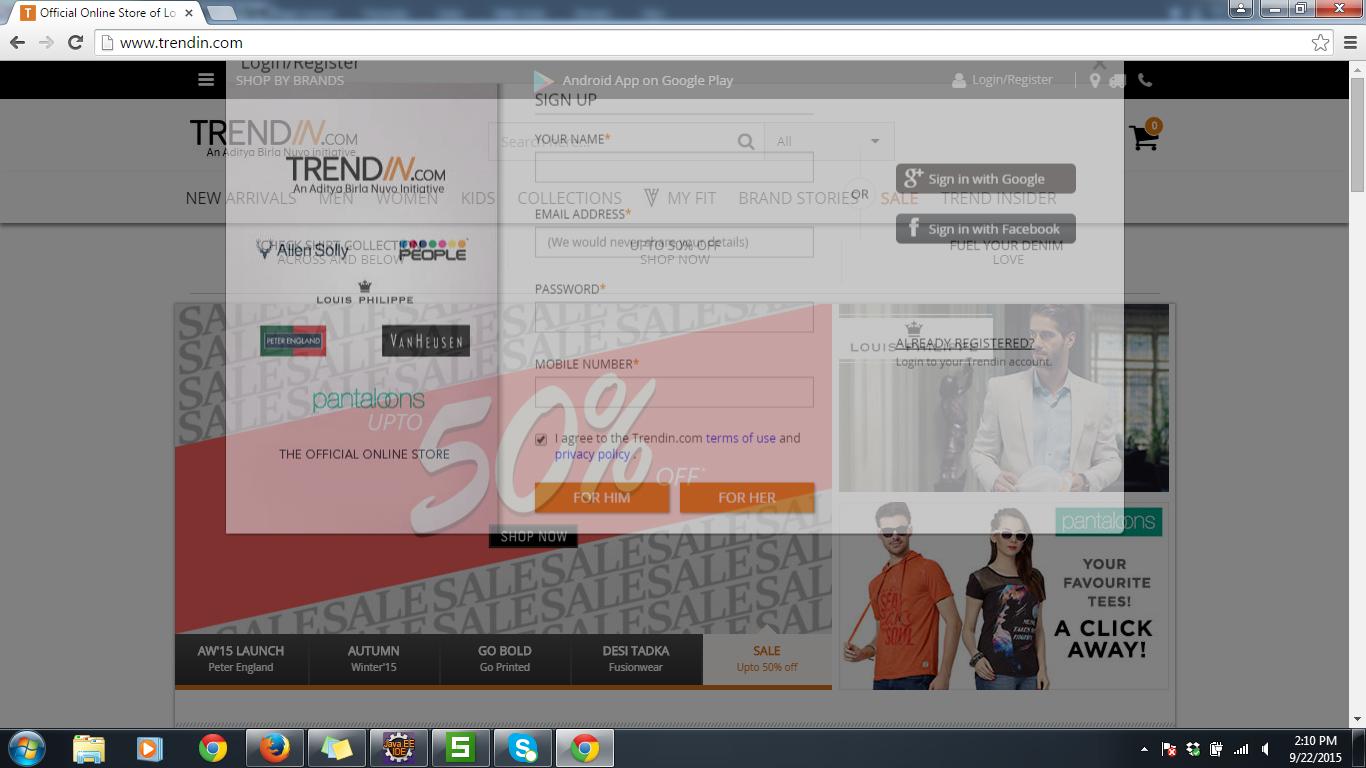 Official Online Store of Lo
www.trendin.com
Login/Register
SHOP BY BRANDS
Android App on Google Play
Login/Register
SIGN UP
TRENDIN.COM
An Aditya Birla Nuvo Initiative
Search here...
All
0
YOUR NAME*
TRENDIN.COM
An Aditya Birla Nuvo Initiative
OR
Sign in with Google
NEW ARRIVALS
MEN
WOMEN
KIDS
COLLECTIONS
MY FIT
BRAND STORIES
SALE
TREND INSIDER
EMAIL ADDRESS*
Sign in with Facebook
CHECK SHIRT COLLECTION
ACROSS AND BELOW
Allen Solly
PEOPLE
(We would never share your details)
UPTO 50% OFF
SHOP NOW
FUEL YOUR DENIM
LOVE
PASSWORD*
LOUIS PHILIPPE
PETER ENGLAND
VAN HEUSEN
LOUIS PHILIPPE
ALREADY REGISTERED?
Login to your Trendin account.
MOBILE NUMBER*
pantaloons
UPTO
50%
OFF*
THE OFFICIAL ONLINE STORE
I agree to the Trendin.com terms of use and
privacy policy .
FOR HIM
FOR HER
SHOP NOW
SALESALESALESALE
pantaloons
YOUR
FAVOURITE
TEES!
A CLICK
AWAY!
AW'15 LAUNCH
Peter England
AUTUMN
Winter'15
GO BOLD
Go Printed
DESI TADKA
Fusionwear
SALE
Upto 50% off
Java EE
IDE
S
2:10 PM
9/22/2015